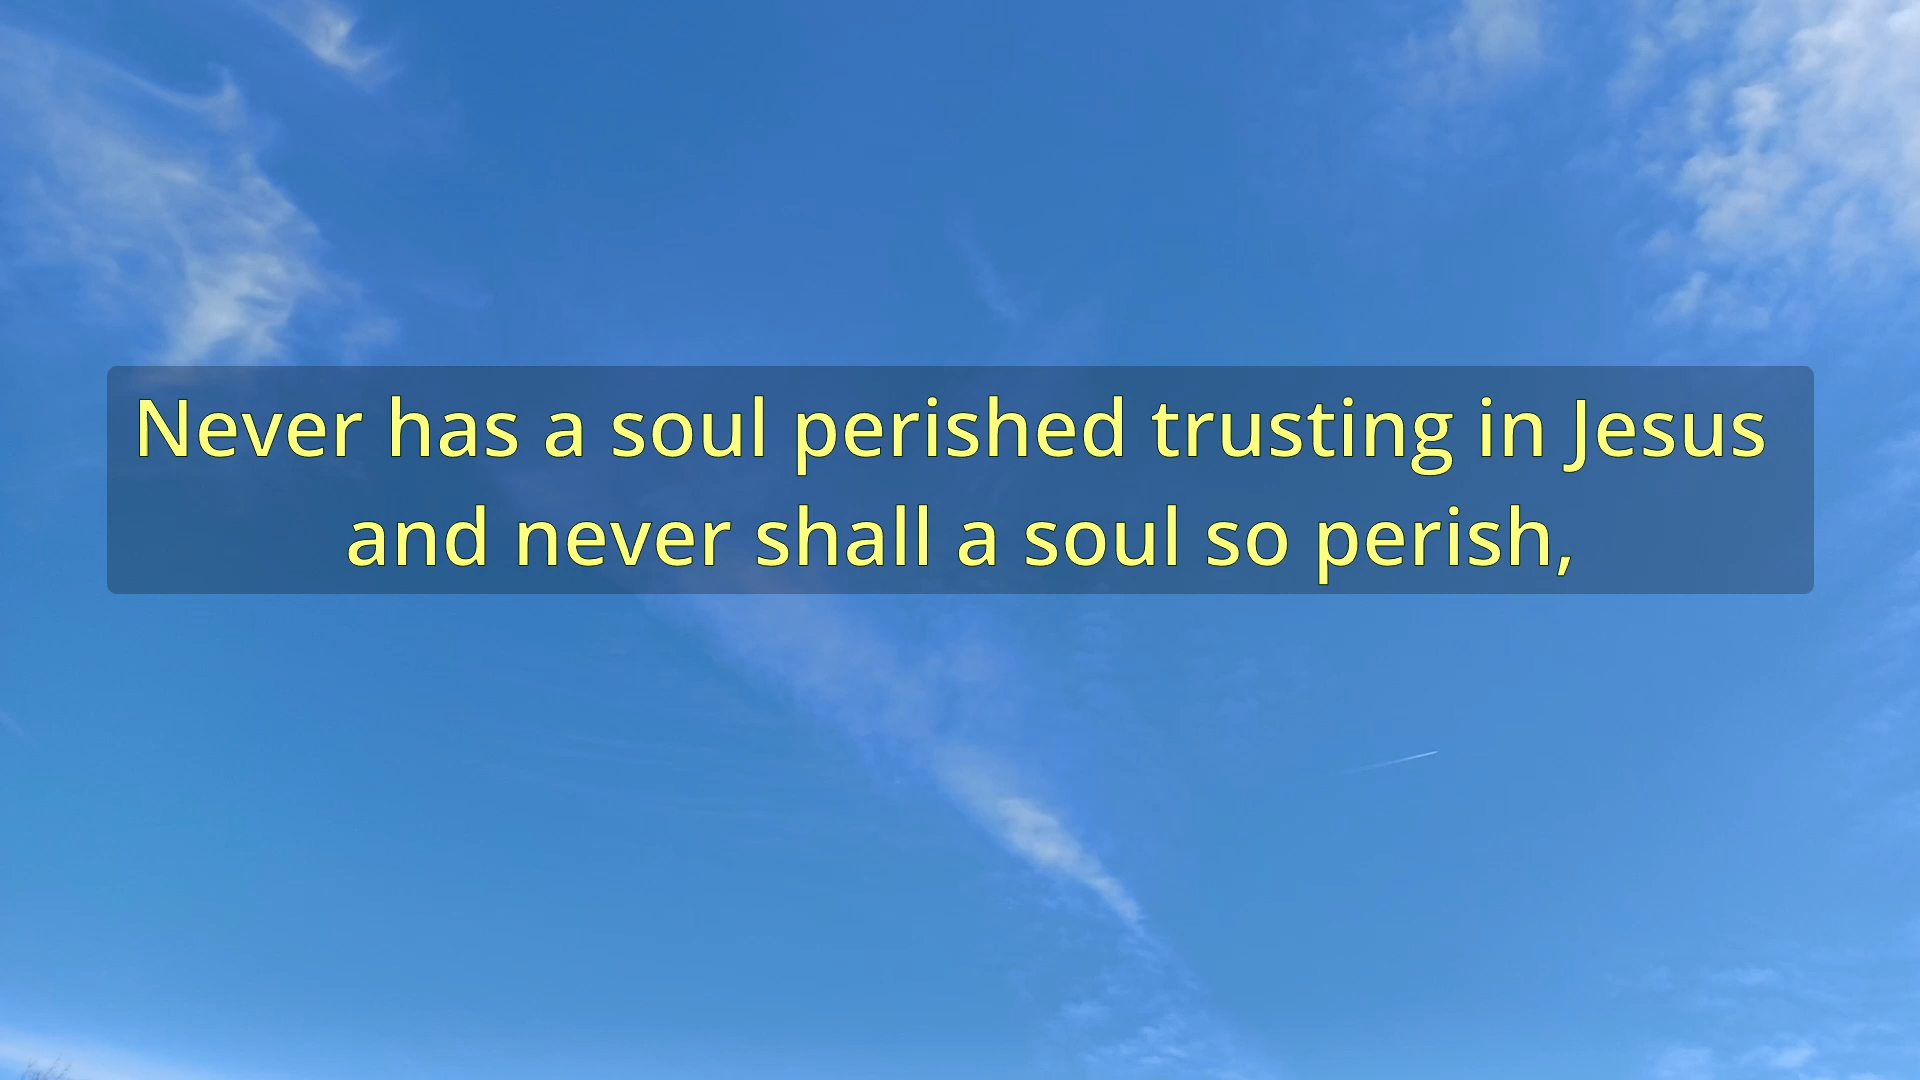 Never has a soul perished trusting in Jesus
and never shall a soul so perish,